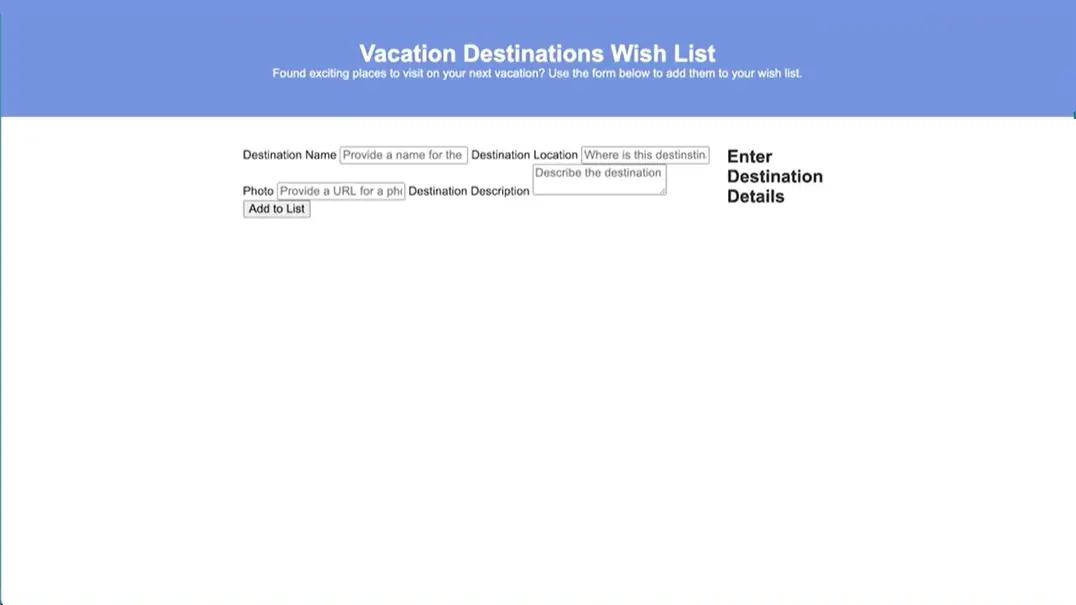 Vacation Destinations Wish List
Found exciting places to visit on your next vacation? Use the form below to add them to your wish list.
Destination Name Provide a name for the Destination Location Where is this destinstin
Photo Provide a URL for a pho Destination Description Describe the destination
Add to List
Enter
Destination
Details